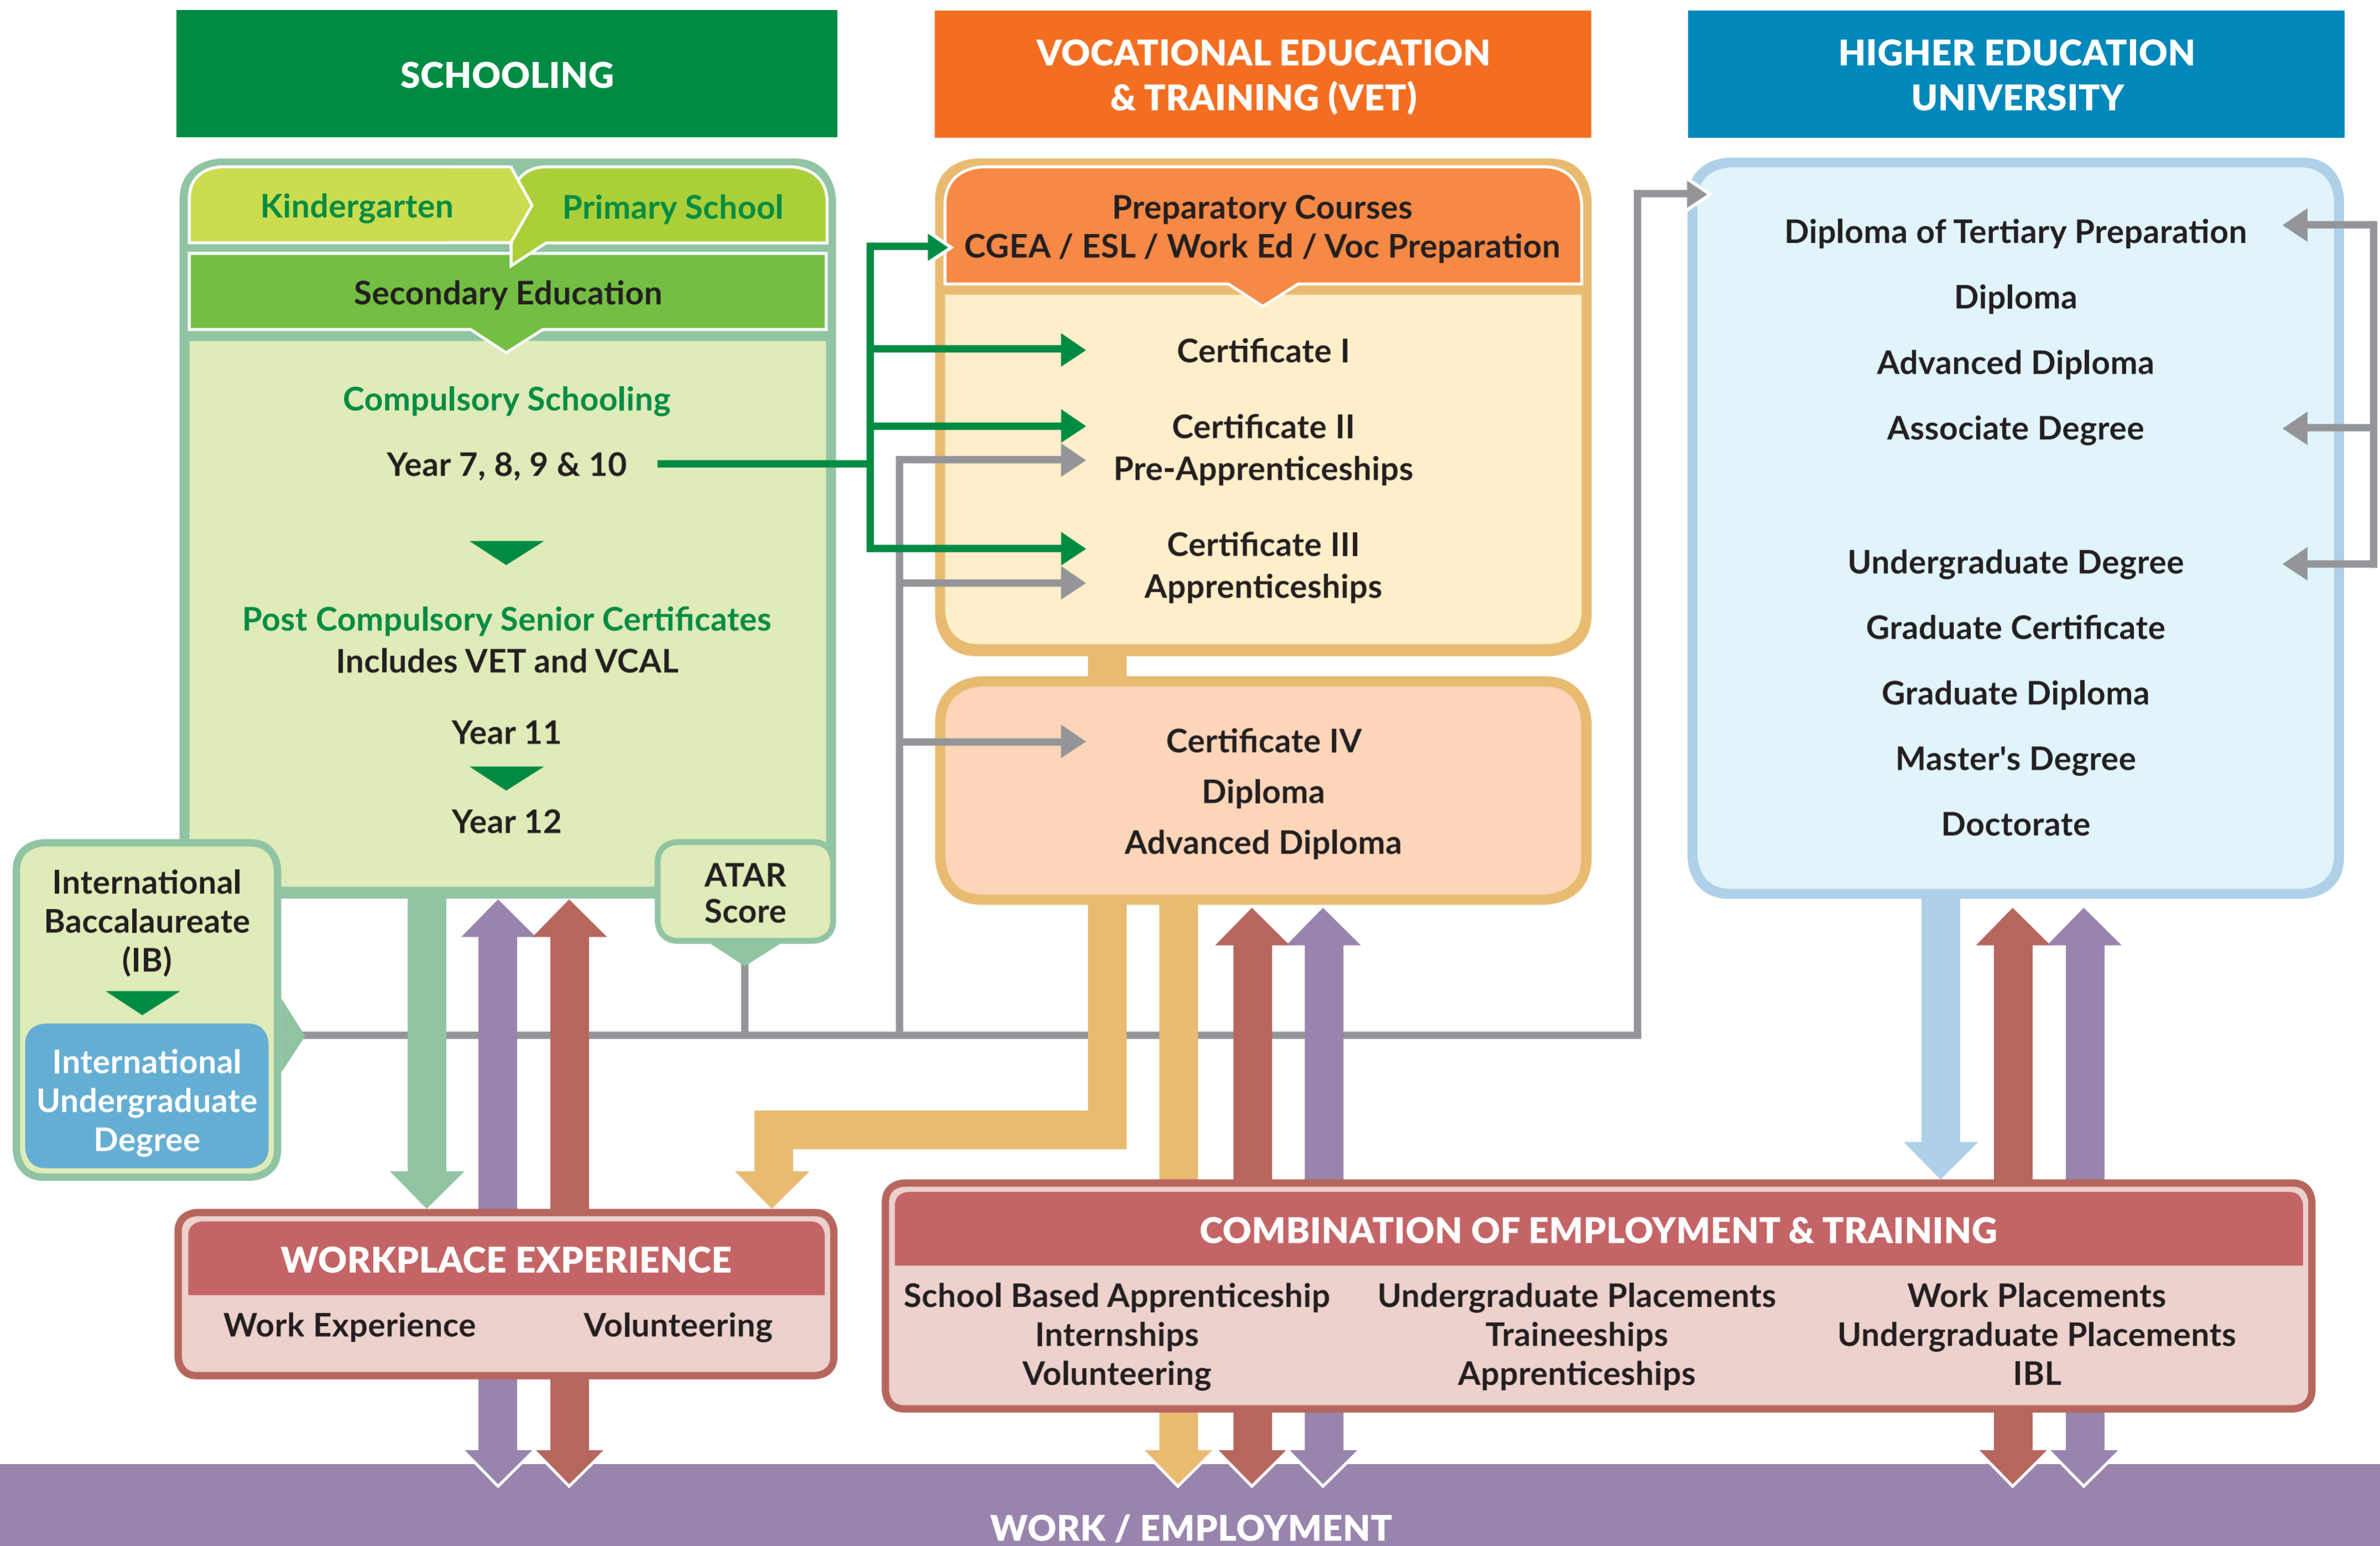 SCHOOLING
Kindergarten
Primary School
Secondary Education
Compulsory Schooling
Year 7, 8, 9 & 10
Post Compulsory Senior Certificates
Includes VET and VCAL
Year 11
Year 12
ATAR
Score
International
Baccalaureate
(IB)
International
Undergraduate
Degree
VOCATIONAL EDUCATION
& TRAINING (VET)
Preparatory Courses
CGEA / ESL / Work Ed / Voc Preparation
Certificate I
Certificate II
Pre-Apprenticeships
Certificate III
Apprenticeships
Certificate IV
Diploma
Advanced Diploma
HIGHER EDUCATION
UNIVERSITY
Diploma of Tertiary Preparation
Diploma
Advanced Diploma
Associate Degree
Undergraduate Degree
Graduate Certificate
Graduate Diploma
Master's Degree
Doctorate
WORKPLACE EXPERIENCE
Work Experience
Volunteering
COMBINATION OF EMPLOYMENT & TRAINING
School Based Apprenticeship
Internships
Volunteering
Undergraduate Placements
Traineeships
Apprenticeships
Work Placements
Undergraduate Placements
IBL
WORK / EMPLOYMENT